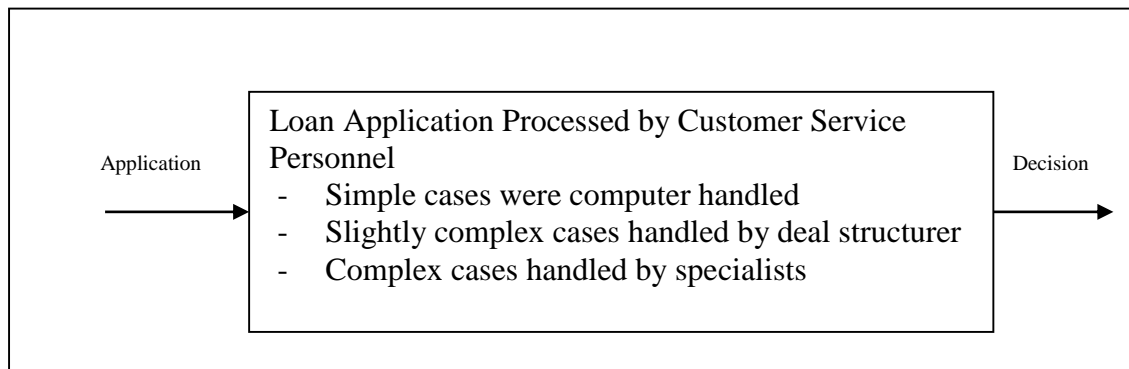 Loan Application Processed by Customer Service
Personnel
Application
Decision
- Simple cases were computer handled
- Slightly complex cases handled by deal structurer
- Complex cases handled by specialists